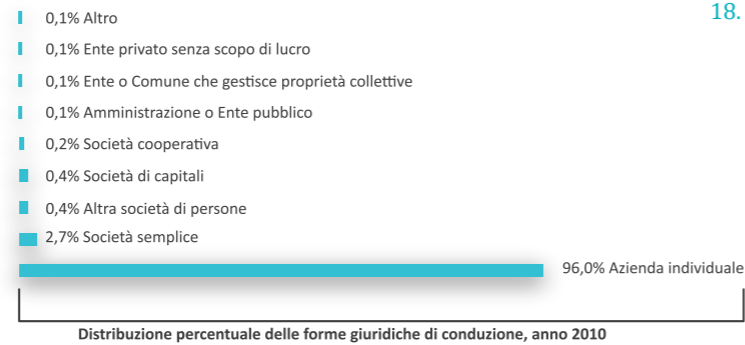 18.
0,1% Altro
0,1% Ente privato senza scopo di lucro
0,1% Ente o Comune che gestisce proprietà collettive
0,1% Amministrazione o Ente pubblico
0,2% Società cooperativa
0,4% Società di capitali
0,4% Altra società di persone
2,7% Società semplice
96,0% Azienda individuale
Distribuzione percentuale delle forme giuridiche di conduzione, anno 2010